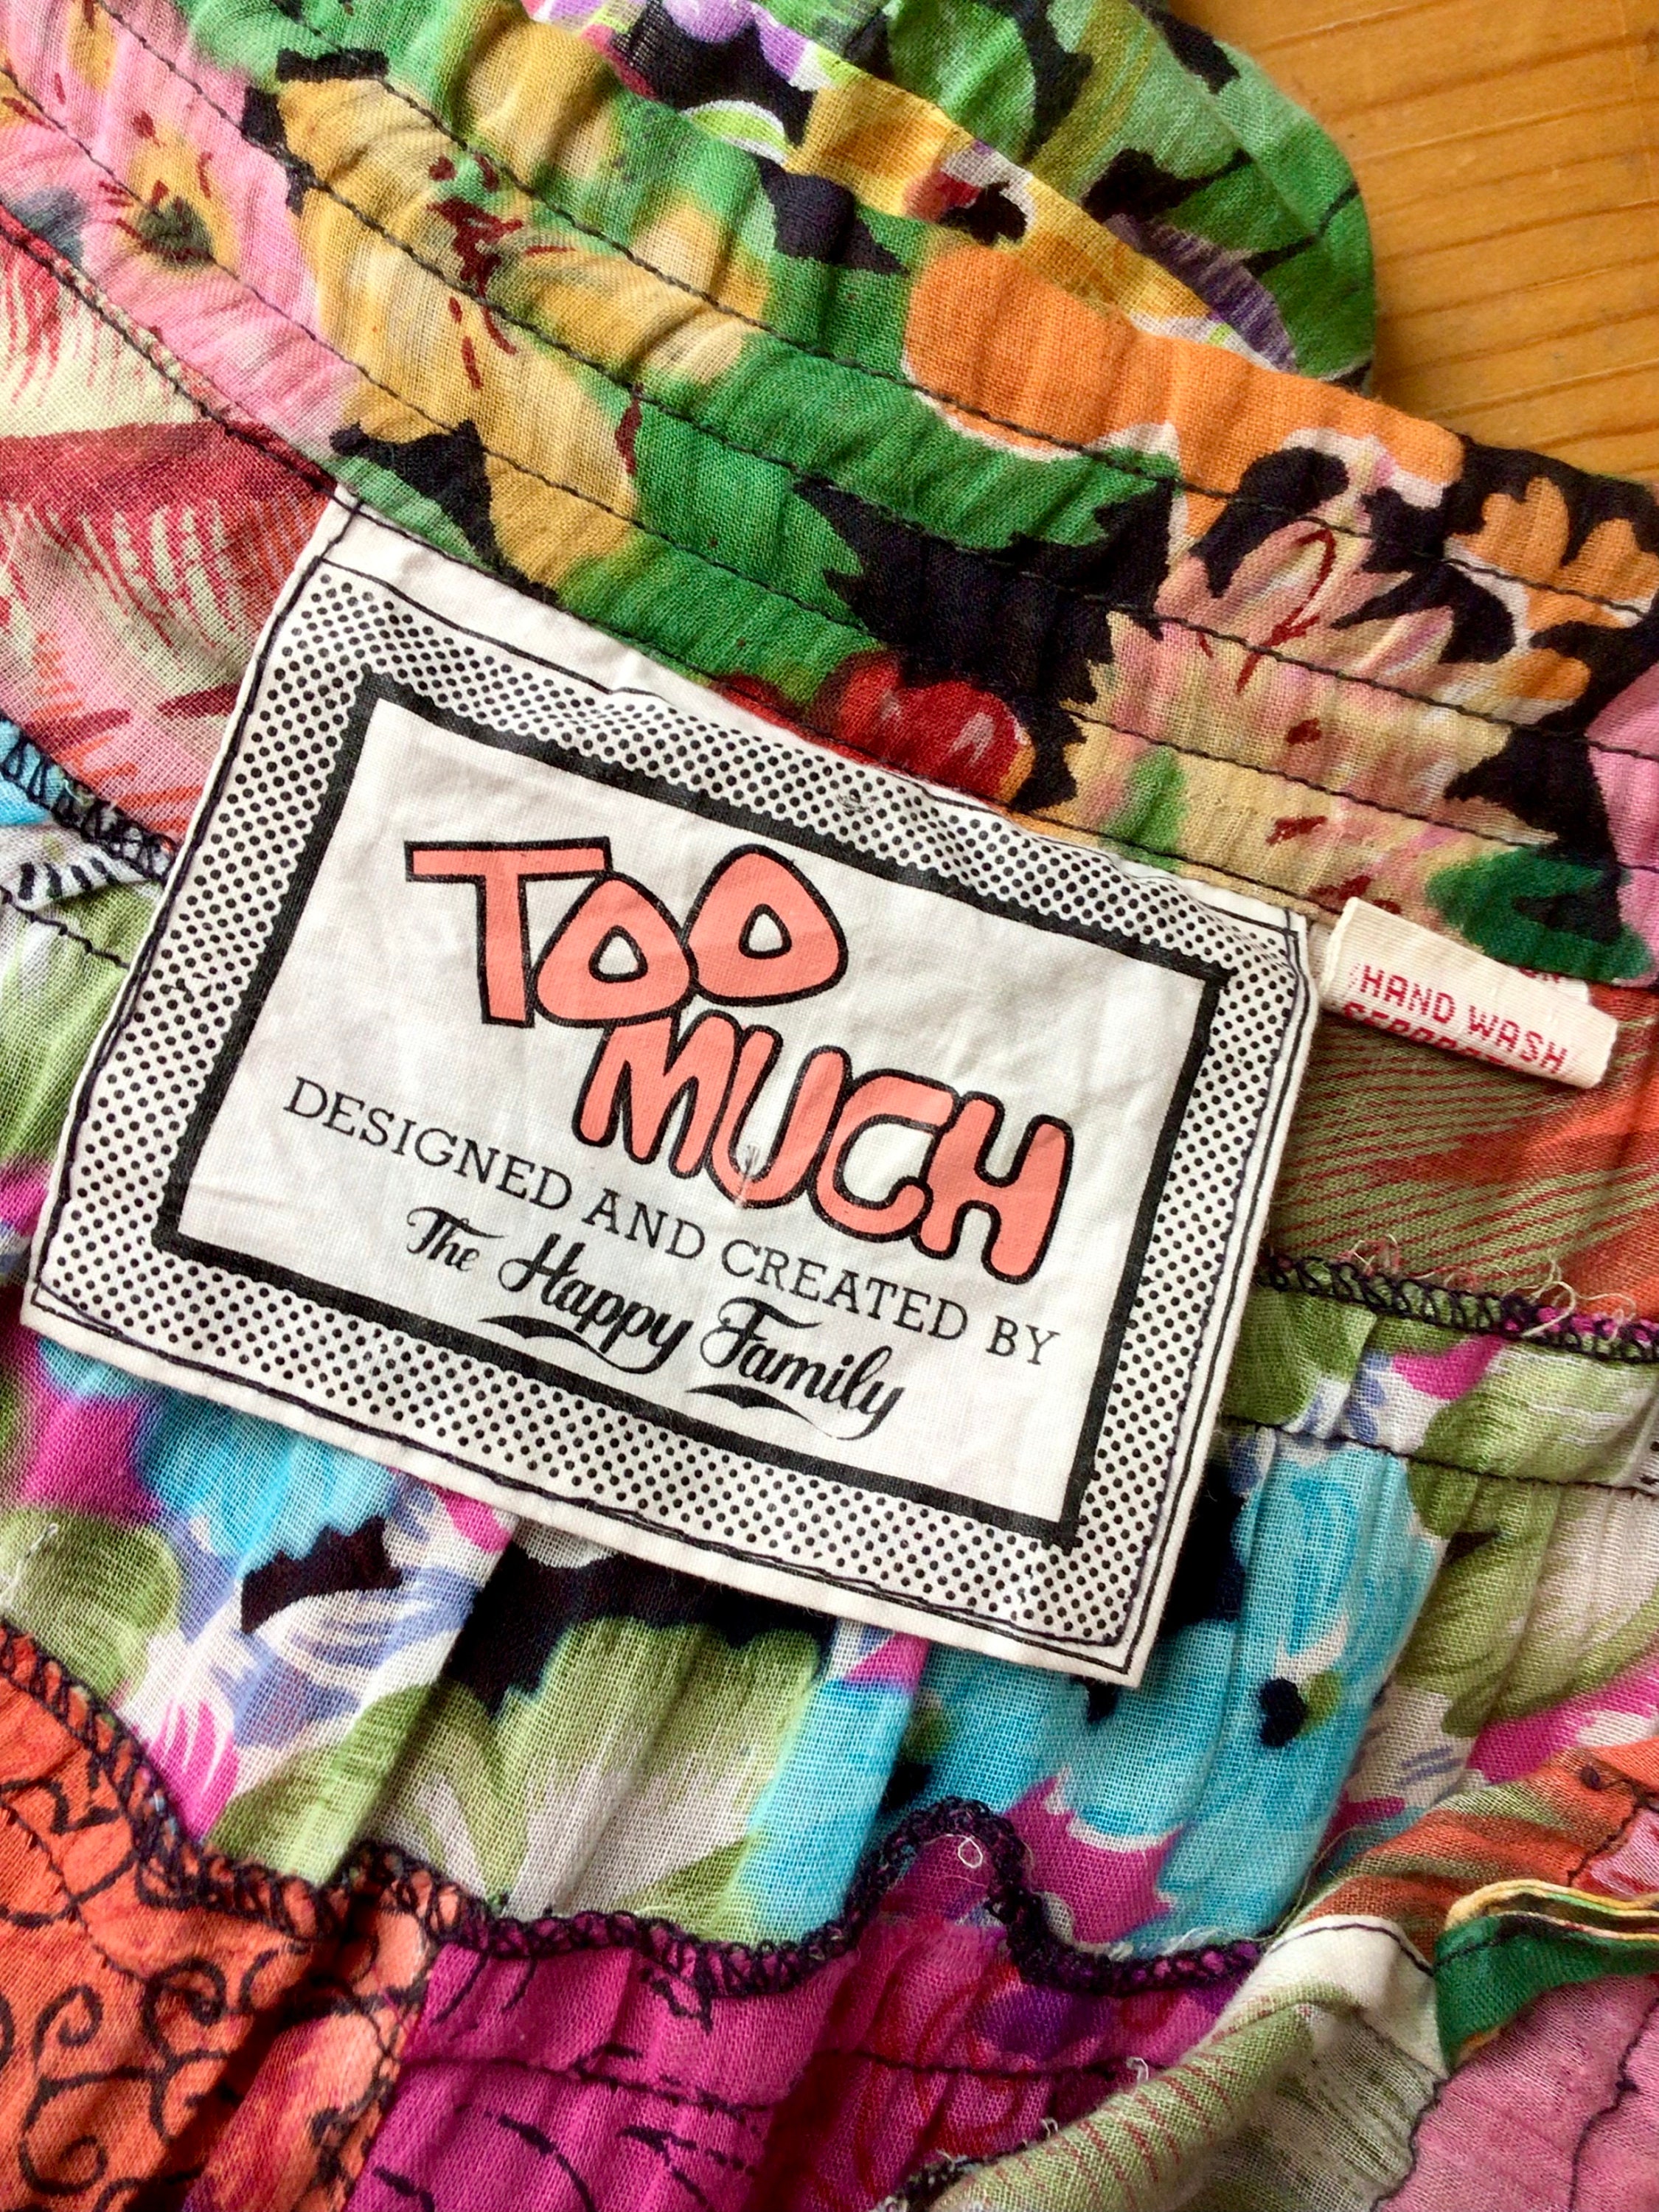 TOO
MUCH
DESIGNED AND CREATED BY
The Happy Family
HAND WASH